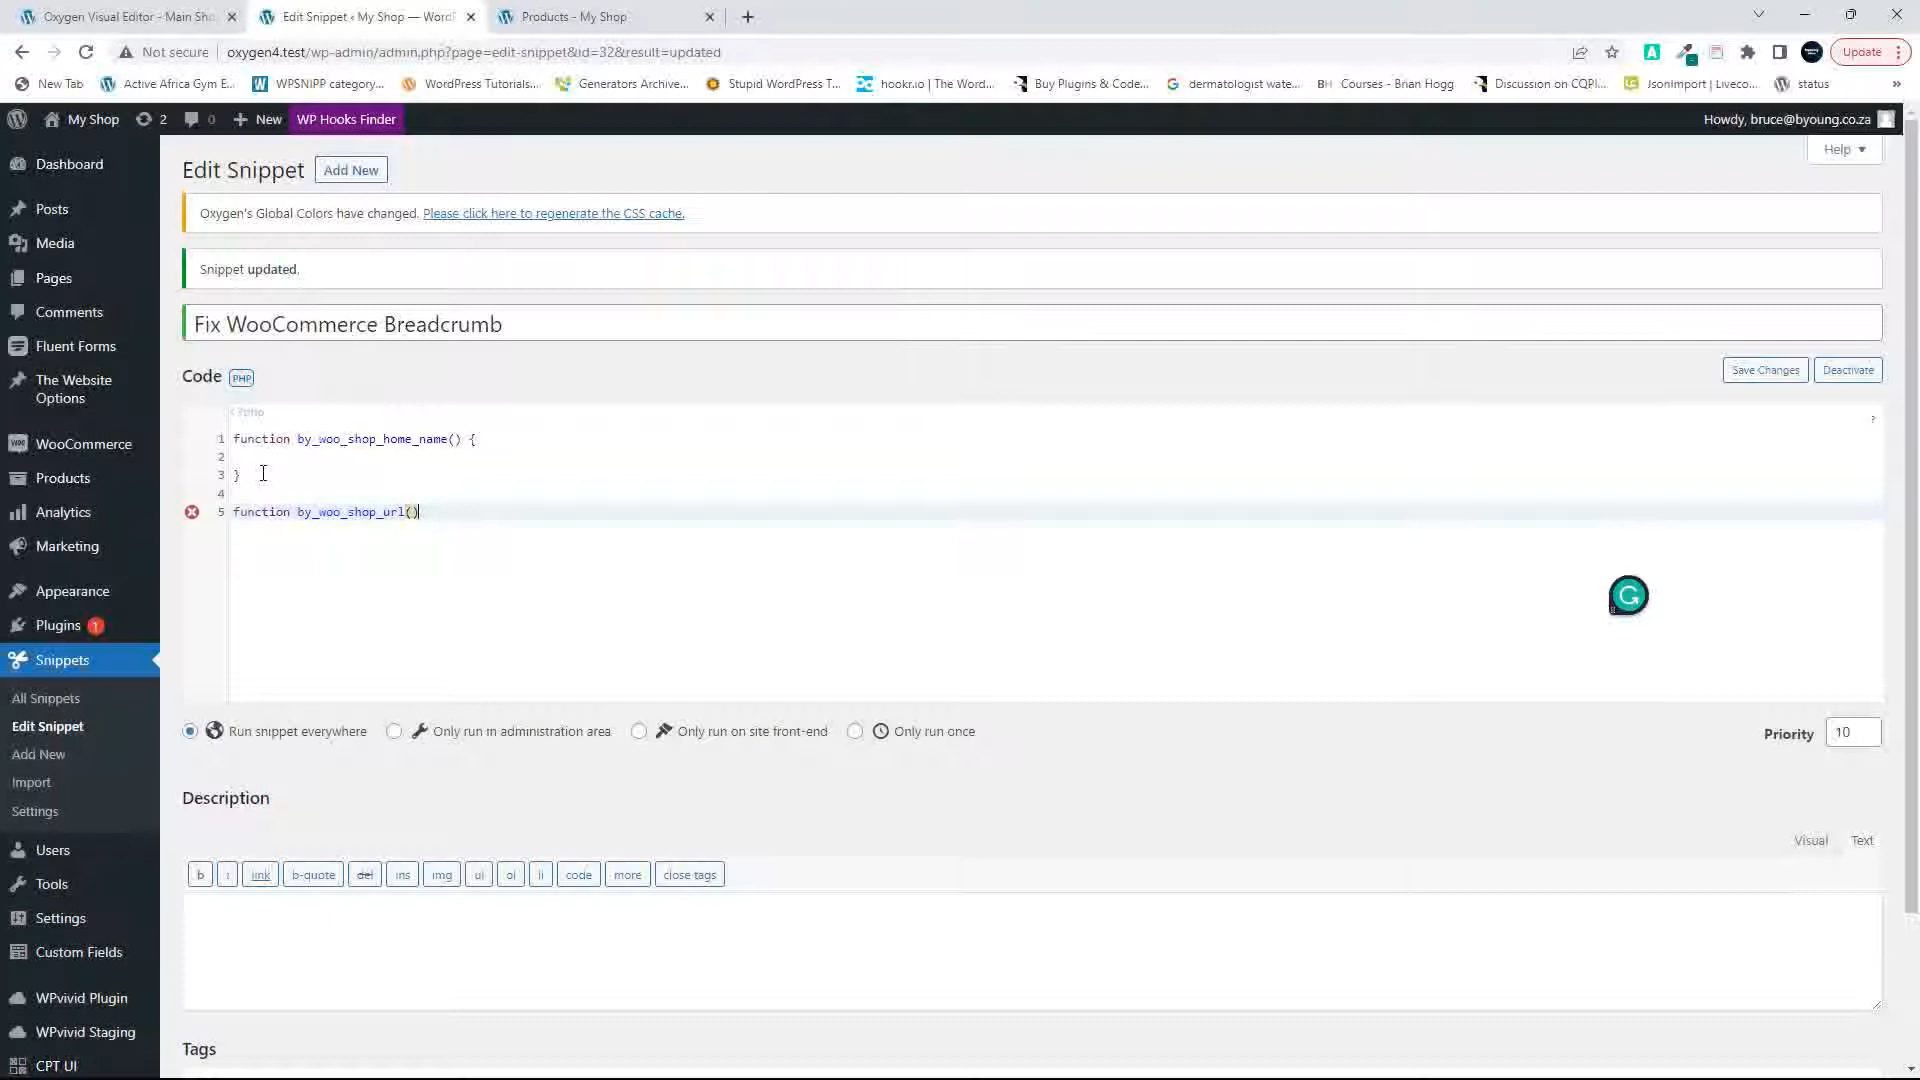 Oxygen Visual Editor - Main Sho
Edit Snippet ‹ My Shop — WordP
Products - My Shop
Not secure
oxygen4.test/wp-admin/admin.php?page=edit-snippet&id=32&result=updated
Update
New Tab
Active Africa Gym E...
WPSNIPP category...
WordPress Tutorials...
Generators Archive...
Stupid WordPress T...
hookr.io | The Word...
Buy Plugins & Code...
dermatologist wate...
BH Courses - Brian Hogg
Discussion on CQPI...
Jsonimport | Liveco...
status
»
My Shop
2
0
New
WP Hooks Finder
Howdy, bruce@byoung.co.za
Dashboard
Posts
Media
Pages
Comments
Fluent Forms
The Website
Options
WooCommerce
Products
Analytics
Marketing
Appearance
Plugins 1
Snippets
All Snippets
Edit Snippet
Add New
Import
Settings
Users
Tools
Settings
Custom Fields
WPvivid Plugin
WPvivid Staging
CPT UI
Help
Edit Snippet
Add New
Oxygen's Global Colors have changed. Please click here to regenerate the CSS cache.
Snippet updated.
Fix WooCommerce Breadcrumb
Code PHP
Save Changes
Deactivate
<?php
?
1 function by_woo_shop_home_name() {
2
3 }
4
5 function by_woo_shop_url()
Run snippet everywhere
Only run in administration area
Only run on site front-end
Only run once
Priority
10
Description
Visual
Text
b
i
link
b-quote
del
ins
img
ul
ol
li
code
more
close tags
Tags